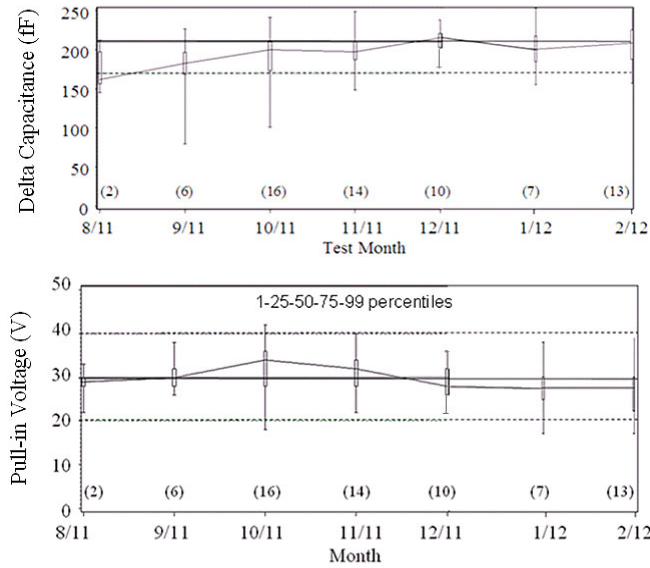 Delta Capacitance (fF)
250
200
150
100
50
0
(2) (6) (16) (14) (10) (7) (13)
8/11 9/11 10/11 11/11 12/11 1/12 2/12
Test Month
Pull-in Voltage (V)
50
40
30
20
10
0
1-25-50-75-99 percentiles
(2) (6) (16) (14) (10) (7) (13)
8/11 9/11 10/11 11/11 12/11 1/12 2/12
Month